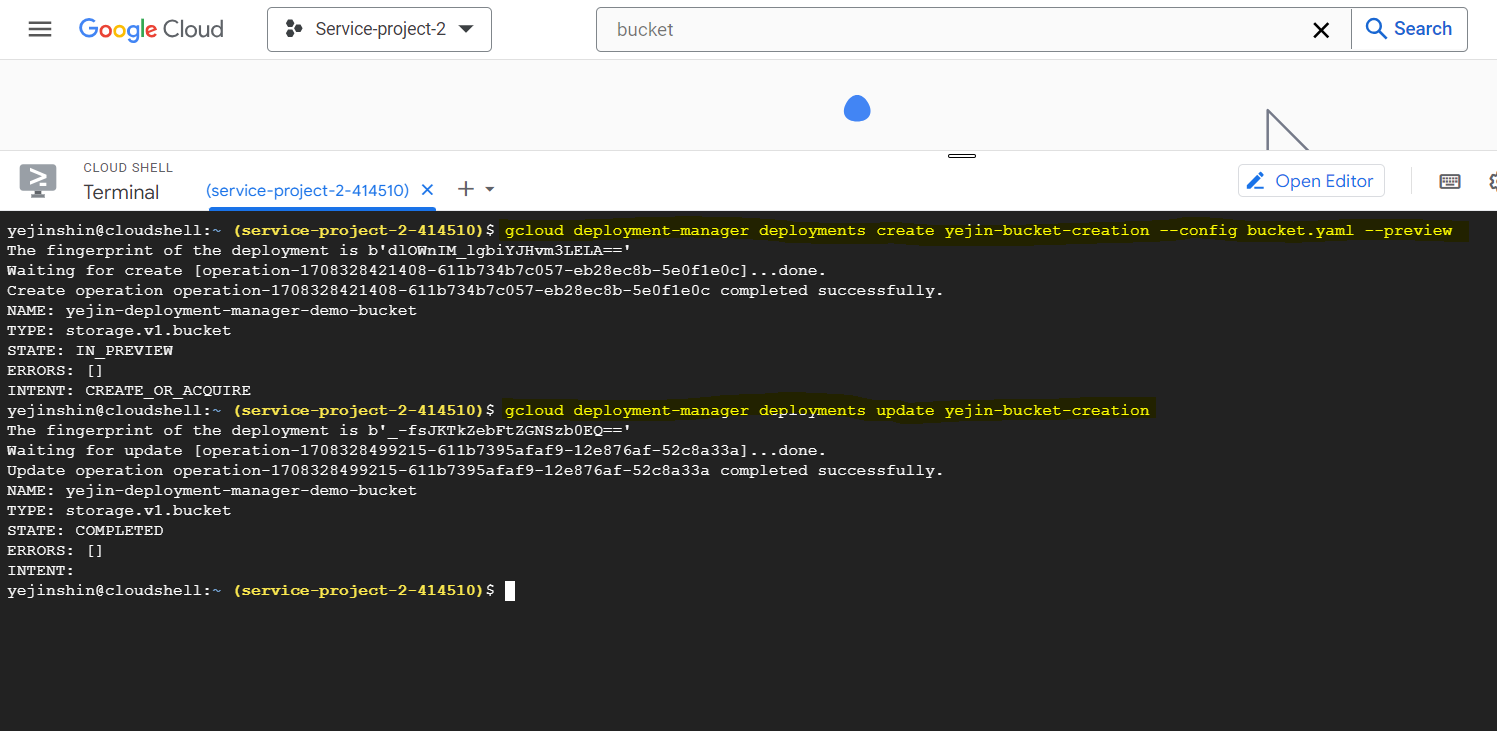 Google Cloud
Service-project-2
bucket
Search
CLOUD SHELL
Terminal
(service-project-2-414510)
Open Editor
yejinshin@cloudshell:~ (service-project-2-414510)$ gcloud deployment-manager deployments create yejin-bucket-creation --config bucket.yaml --preview
The fingerprint of the deployment is b'dlOWnIM_lgbiYJHvm3LELA=='
Waiting for create [operation-1708328421408-611b734b7c057-eb28ec8b-5e0f1e0c]...done.
Create operation operation-1708328421408-611b734b7c057-eb28ec8b-5e0f1e0c completed successfully.
NAME: yejin-deployment-manager-demo-bucket
TYPE: storage.v1.bucket
STATE: IN_PREVIEW
ERRORS: []
INTENT: CREATE_OR_ACQUIRE
yejinshin@cloudshell:~ (service-project-2-414510)$ gcloud deployment-manager deployments update yejin-bucket-creation
The fingerprint of the deployment is b'_-fsJKTkZebFtZGNSzb0EQ=='
Waiting for update [operation-1708328499215-611b7395afaf9-12e876af-52c8a33a]...done.
Update operation operation-1708328499215-611b7395afaf9-12e876af-52c8a33a completed successfully.
NAME: yejin-deployment-manager-demo-bucket
TYPE: storage.v1.bucket
STATE: COMPLETED
ERRORS: []
INTENT:
yejinshin@cloudshell:~ (service-project-2-414510)$